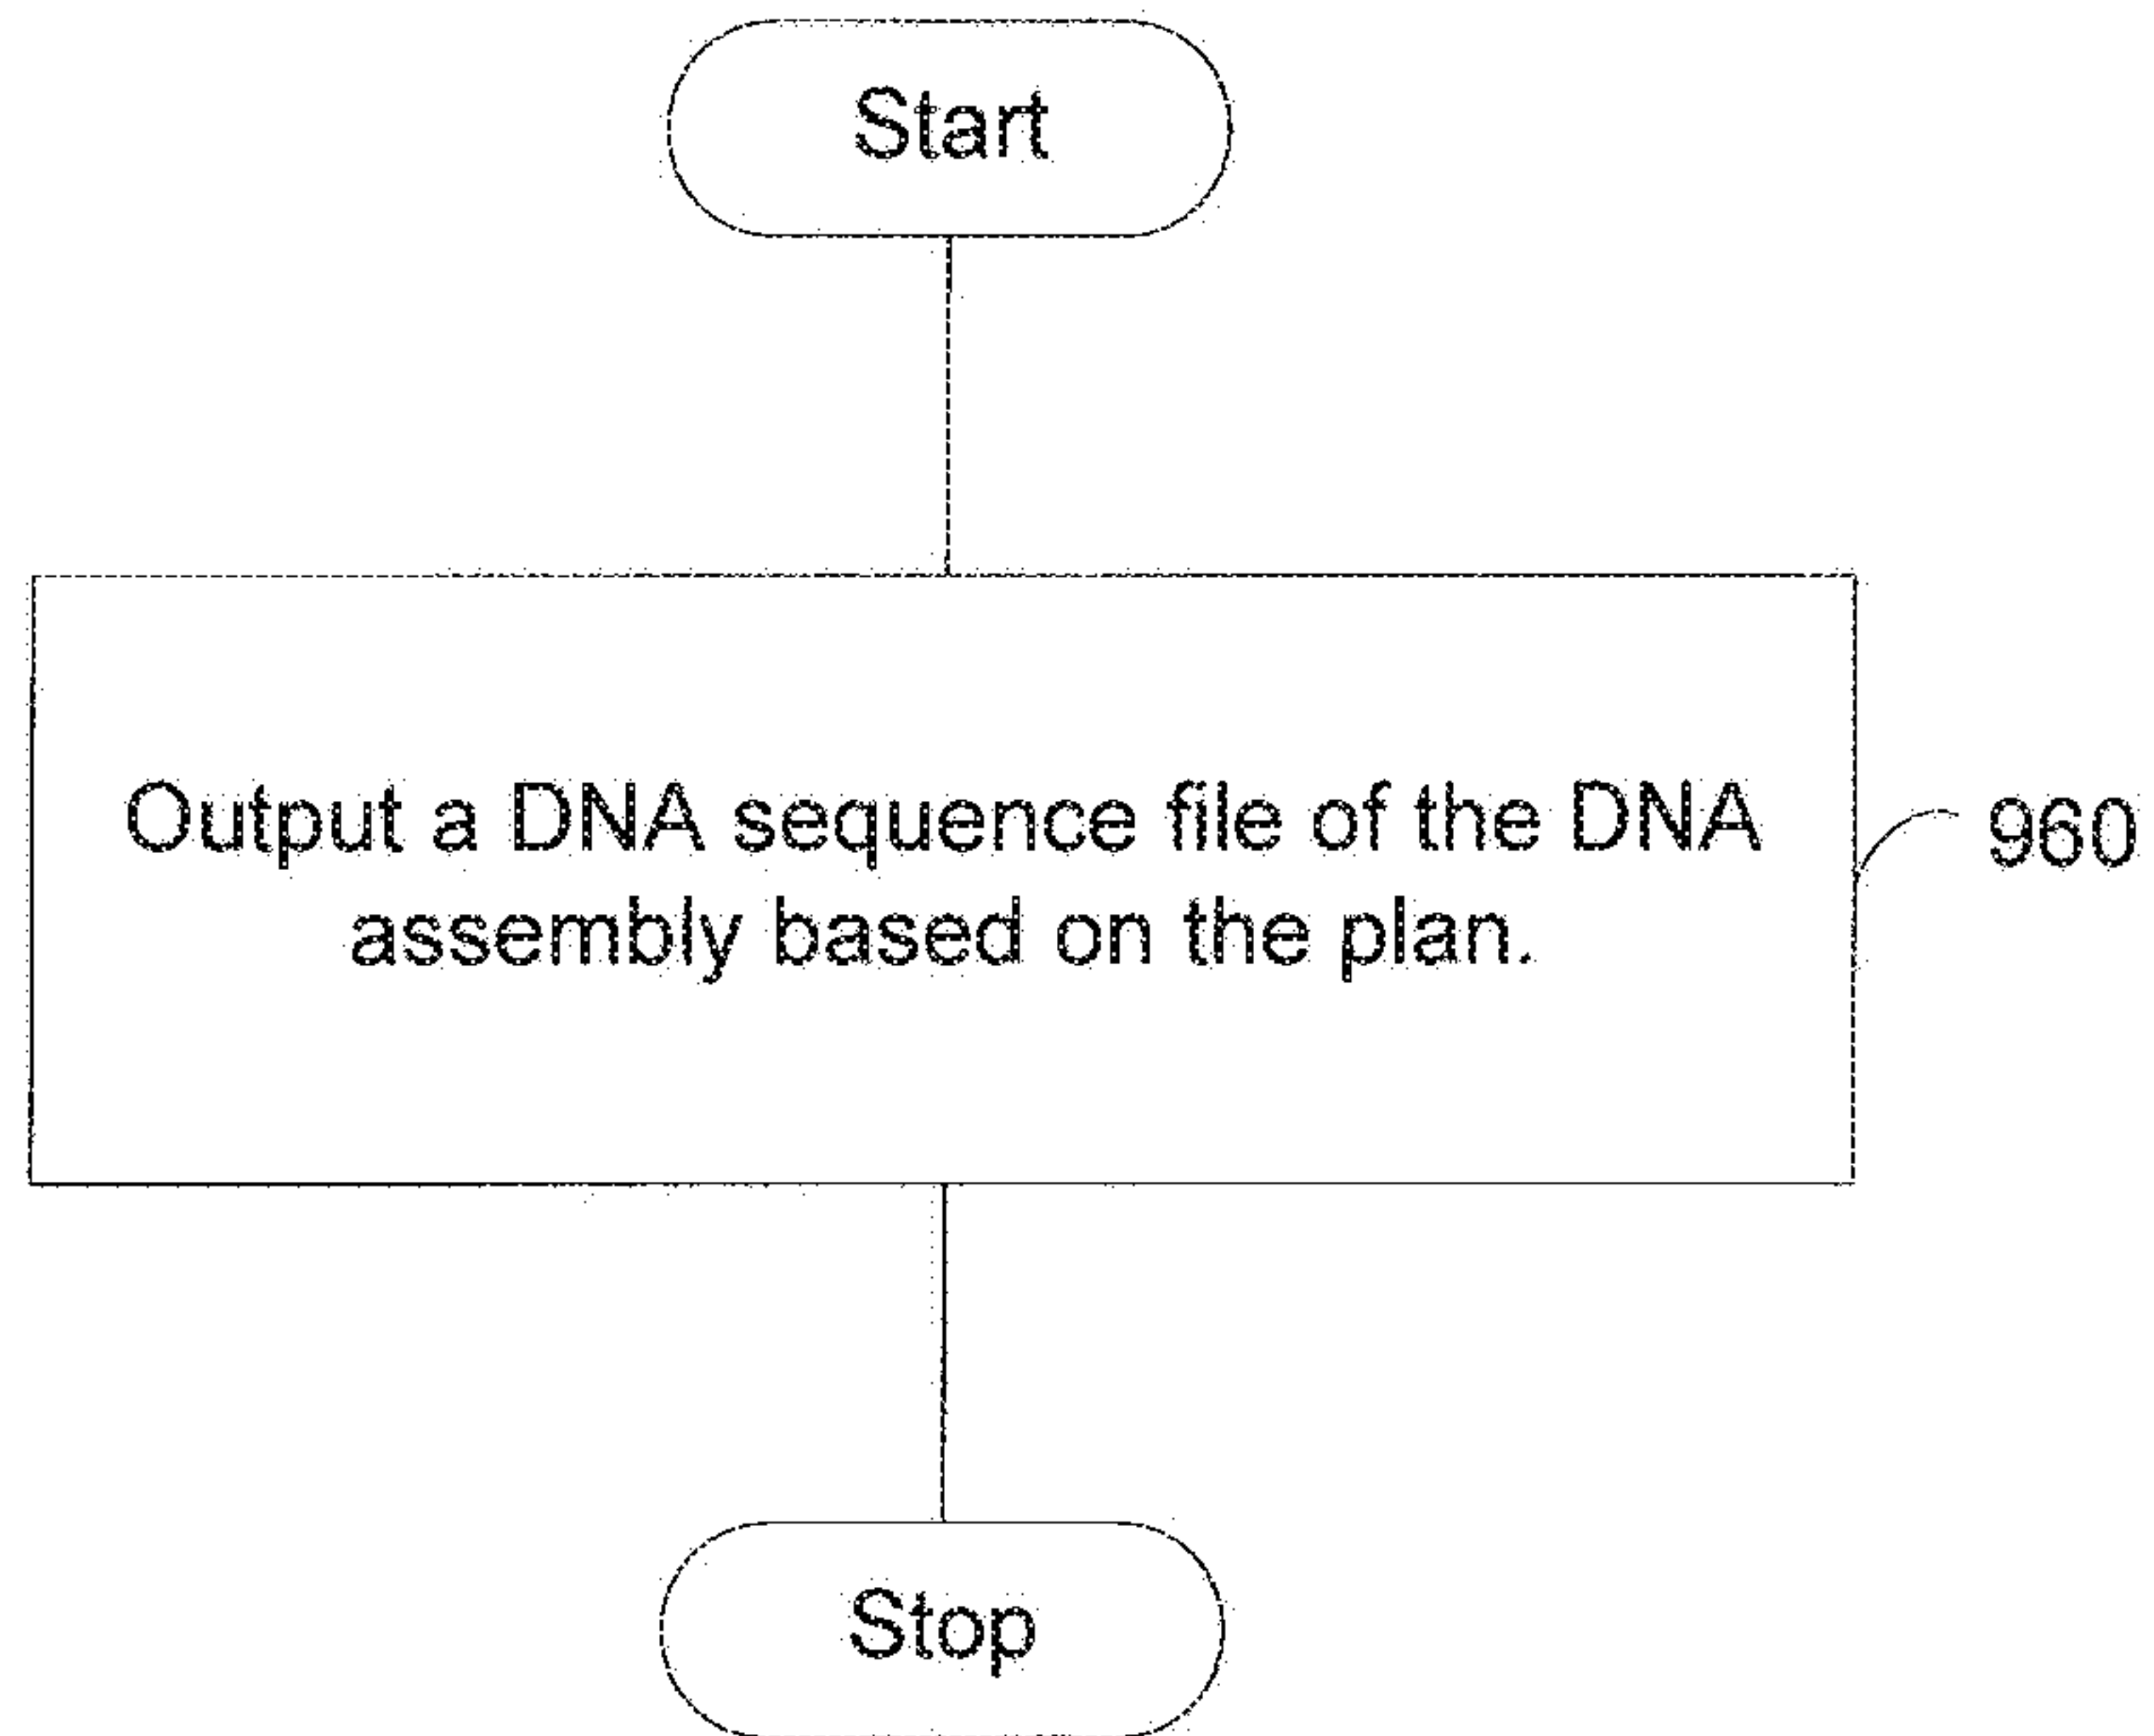 Start
Output a DNA sequence file of the DNA
assembly based on the plan.
960
Stop